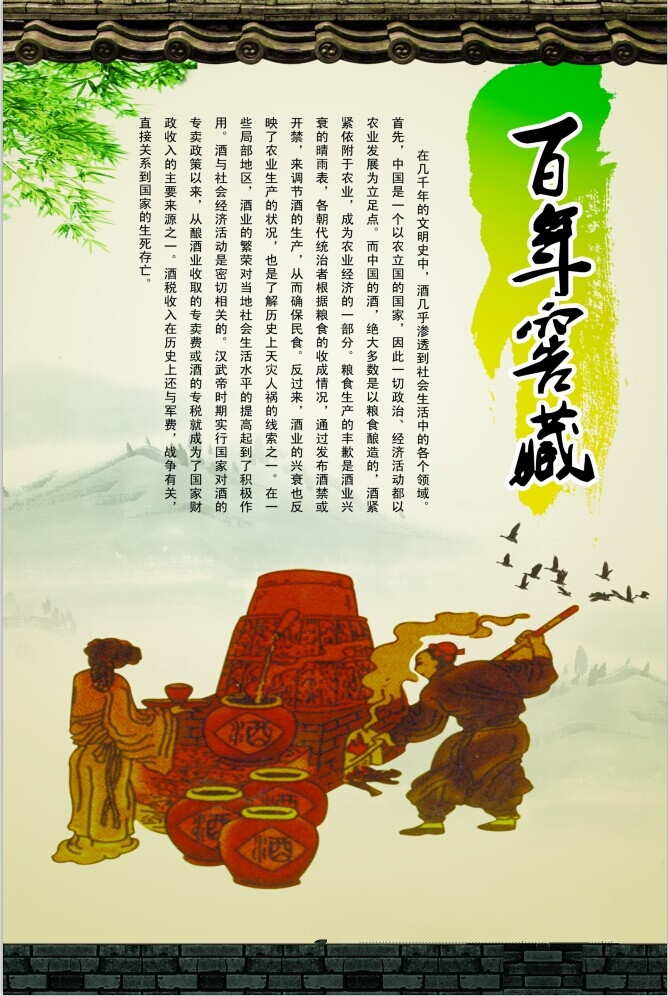 百年窖藏
在几千年的文明史中，酒几乎渗透到社会生活中的各个领域。
首先，中国是一个以农立国的国家，因此一切政治、经济活动都以
农业发展为立足点。而中国的酒，绝大多数是以粮食酿造的，酒紧
紧依附于农业，成为农业经济的一部分。粮食生产的丰歉是酒业兴
衰的晴雨表，各朝代统治者根据粮食的收成情况，通过发布酒禁或
开禁，来调节酒的生产，从而确保民食。反过来，酒业的兴衰也反
映了农业生产的状况，也是了解历史上天灾人祸的线索之一。在一
些局部地区，酒业的繁荣对当地社会生活水平的提高起到了积极作
用。酒与社会经济活动是密切相关的。汉武帝时期实行国家对酒的
专卖政策以来，从酿酒业收取的专卖费或酒的专税就成为了国家财
政收入的主要来源之一。酒税收入在历史上还与军费，战争有关，
直接关系到国家的生死存亡。
酒
酒
酒
酒